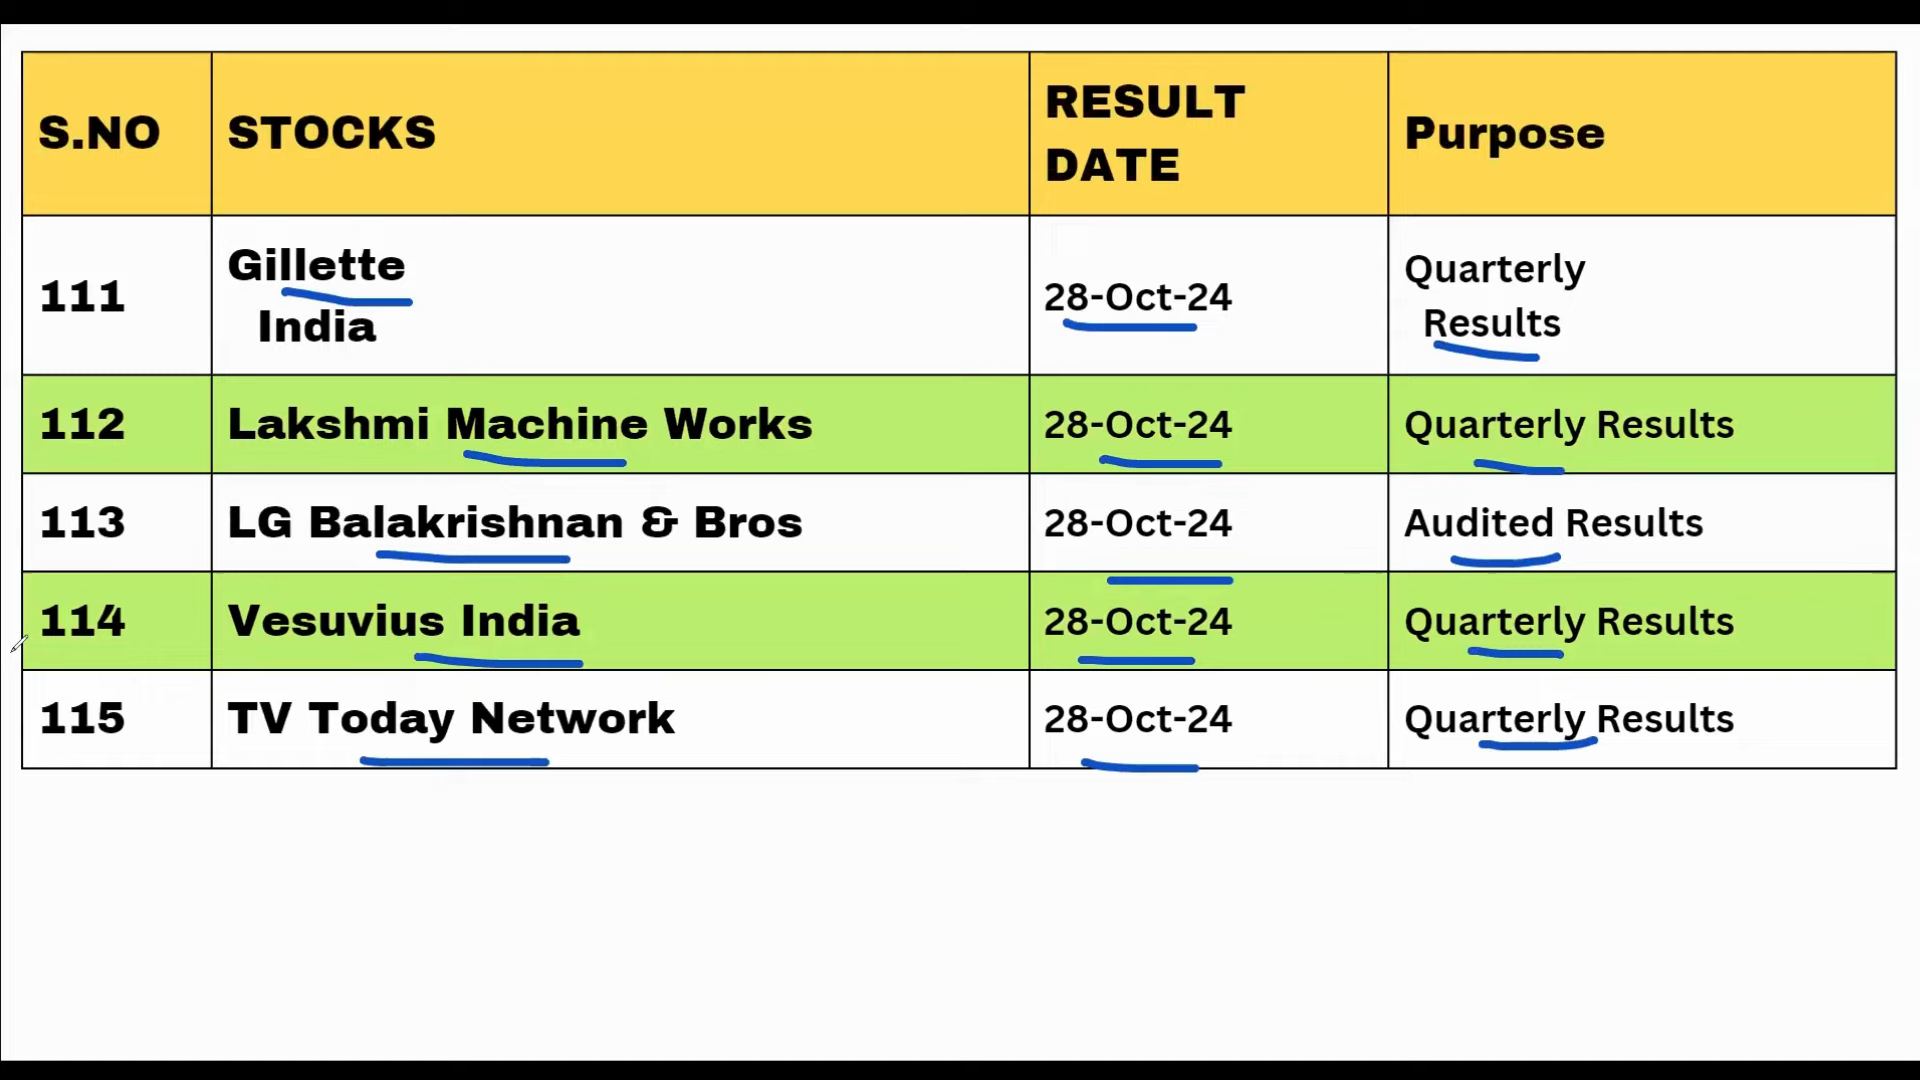 S.NO STOCKS RESULT DATE Purpose
111 Gillette India 28-Oct-24 Quarterly Results
112 Lakshmi Machine Works 28-Oct-24 Quarterly Results
113 LG Balakrishnan & Bros 28-Oct-24 Audited Results
114 Vesuvius India 28-Oct-24 Quarterly Results
115 TV Today Network 28-Oct-24 Quarterly Results